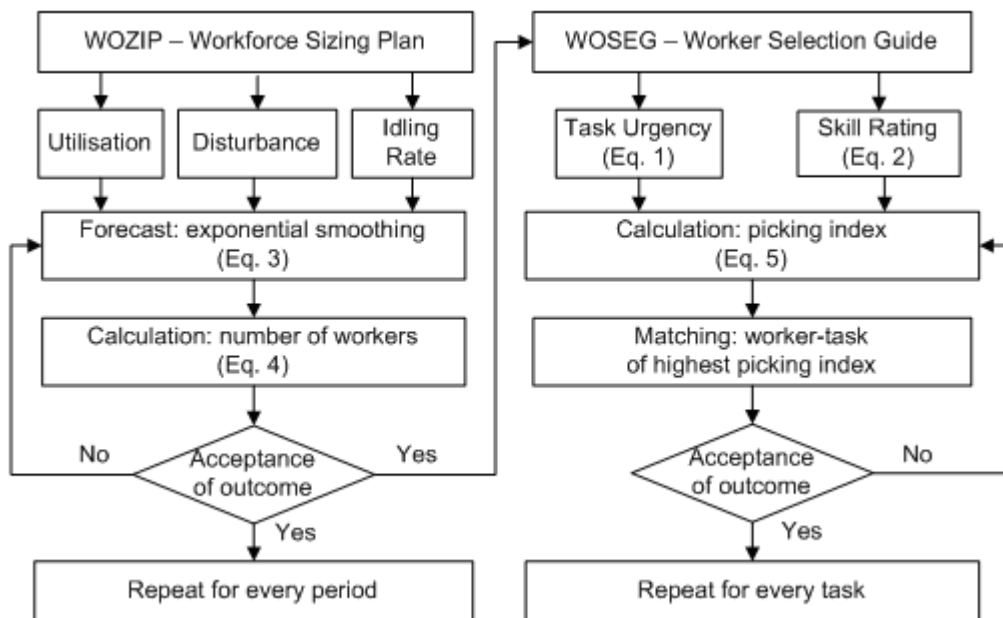 WOZIP – Workforce Sizing Plan
Utilisation
Disturbance
Idling
Rate
Forecast: exponential smoothing
(Eq. 3)
Calculation: number of workers
(Eq. 4)
No
Acceptance
of outcome
Yes
Yes
Repeat for every period
WOSEG – Worker Selection Guide
Task Urgency
(Eq. 1)
Skill Rating
(Eq. 2)
Calculation: picking index
(Eq. 5)
Matching: worker-task
of highest picking index
Acceptance
of outcome
No
Yes
Repeat for every task